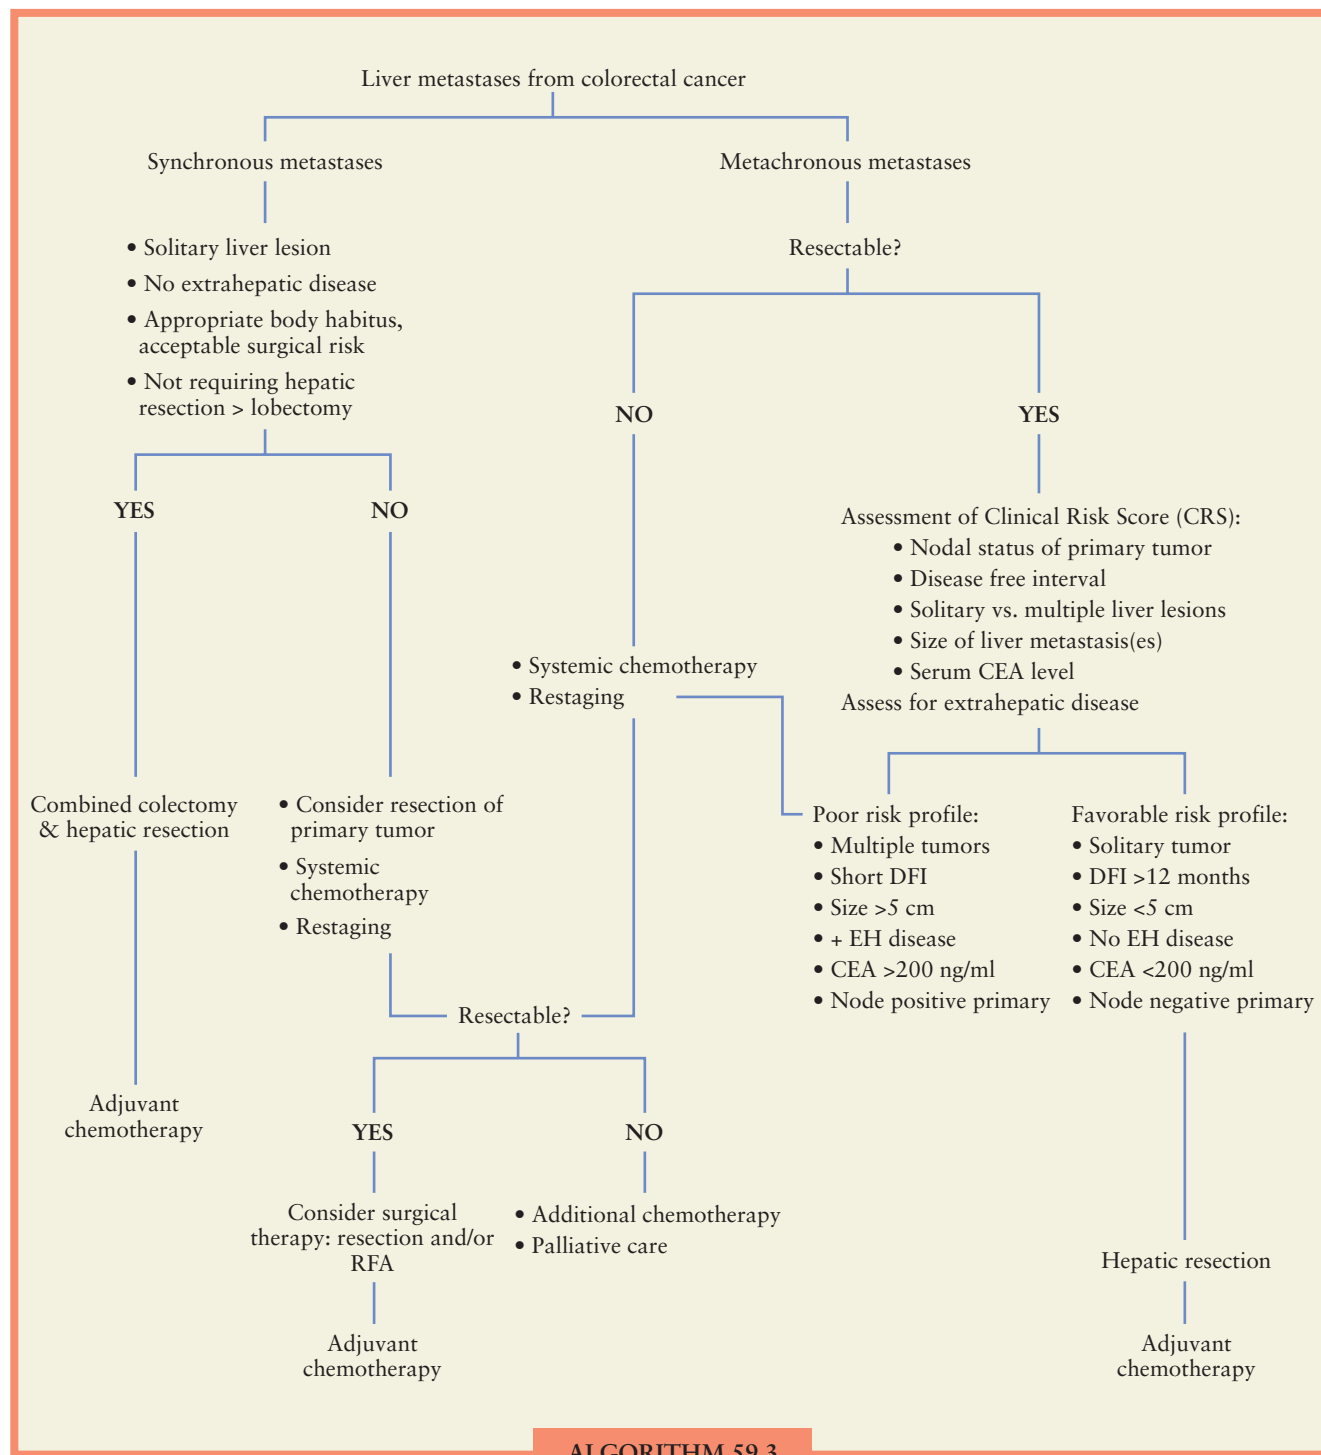 Liver metastases from colorectal cancer
Synchronous metastases
Metachronous metastases
• Solitary liver lesion
• No extrahepatic disease
• Appropriate body habitus,
acceptable surgical risk
• Not requiring hepatic
resection > lobectomy
Resectable?
NO
YES
YES
NO
Assessment of Clinical Risk Score (CRS):
• Nodal status of primary tumor
• Disease free interval
• Solitary vs. multiple liver lesions
• Size of liver metastasis(es)
• Serum CEA level
Assess for extrahepatic disease
• Systemic chemotherapy
• Restaging
Combined colectomy
& hepatic resection
• Consider resection of
primary tumor
• Systemic
chemotherapy
• Restaging
Poor risk profile:
• Multiple tumors
• Short DFI
• Size >5 cm
• + EH disease
• CEA >200 ng/ml
• Node positive primary
Favorable risk profile:
• Solitary tumor
• DFI >12 months
• Size <5 cm
• No EH disease
• CEA <200 ng/ml
• Node negative primary
Resectable?
Adjuvant
chemotherapy
YES
NO
Consider surgical
therapy: resection and/or
RFA
• Additional chemotherapy
• Palliative care
Hepatic resection
Adjuvant
chemotherapy
Adjuvant
chemotherapy
ALGORITHM 59.3